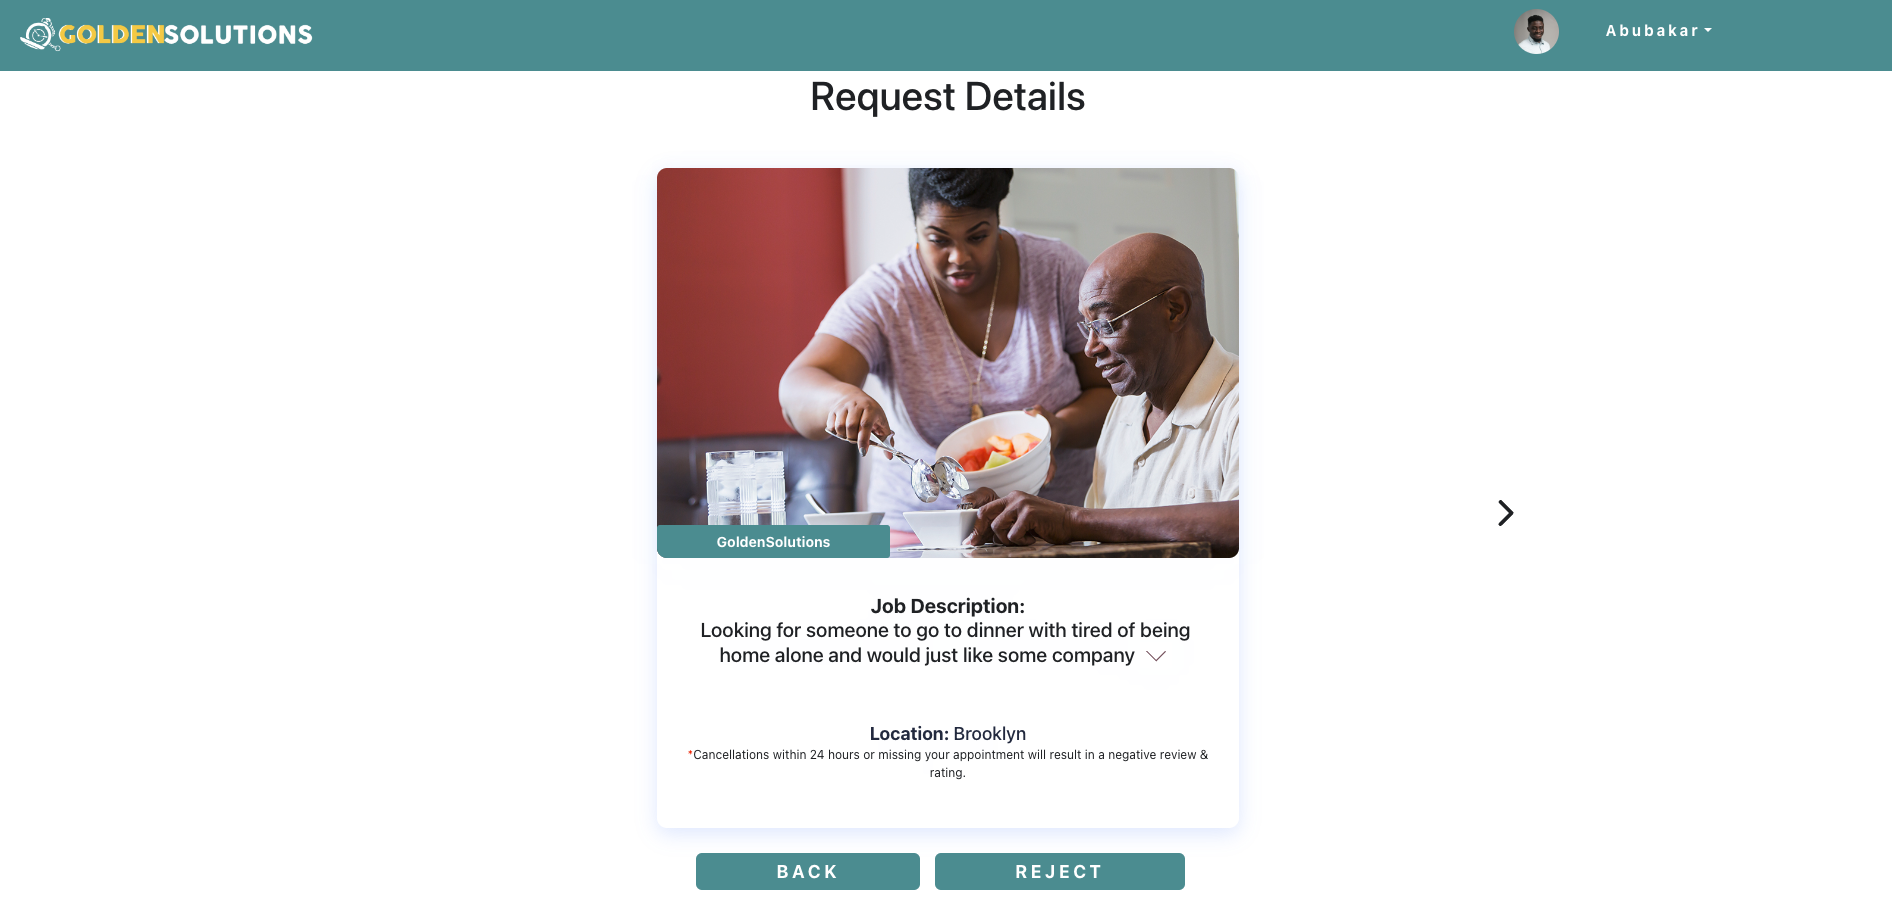 GOLDENSOLUTIONS
Abubakar
Request Details
GoldenSolutions
Job Description:
Looking for someone to go to dinner with tired of being
home alone and would just like some company
Location: Brooklyn
*Cancellations within 24 hours or missing your appointment will result in a negative review &
rating.
BACK
REJECT